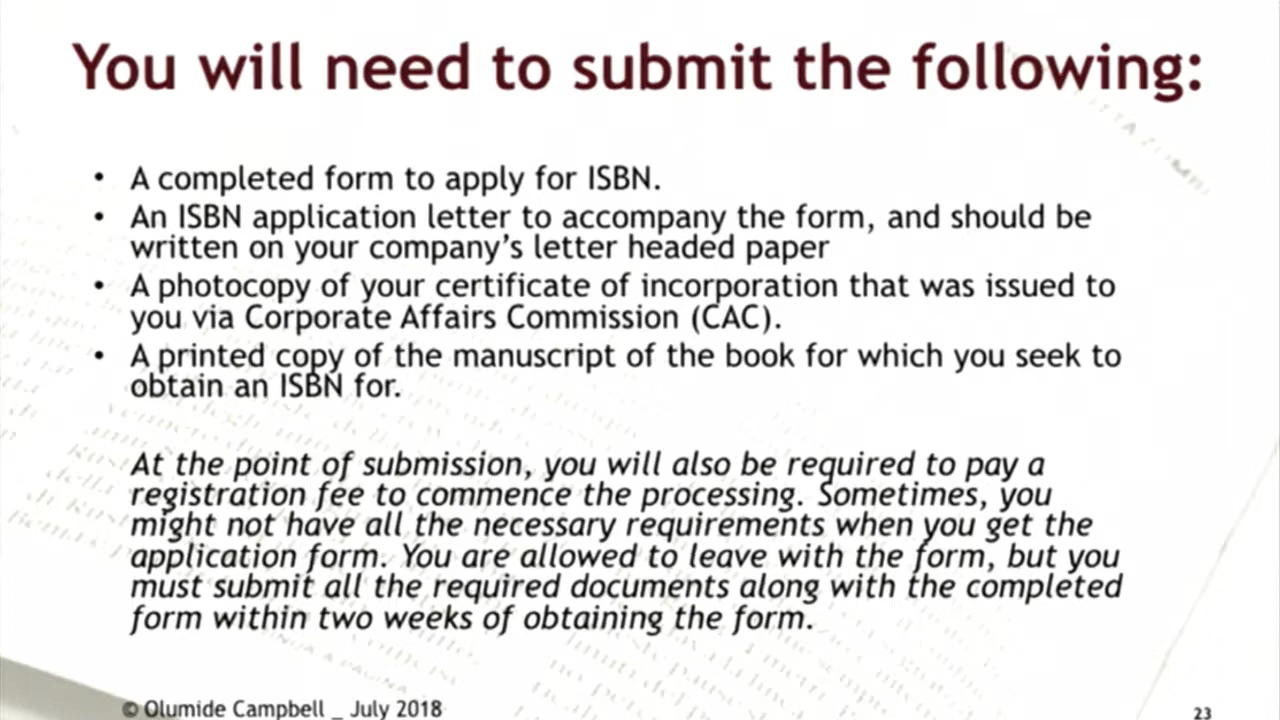 You will need to submit the following:
• A completed form to apply for ISBN.
• An ISBN application letter to accompany the form, and should be
written on your company’s letter headed paper
• A photocopy of your certificate of incorporation that was issued to
you via Corporate Affairs Commission (CAC).
• A printed copy of the manuscript of the book for which you seek to
obtain an ISBN for.
At the point of submission, you will also be required to pay a
registration fee to commence the processing. Sometimes, you
might not have all the necessary requirements when you get the
application form. You are allowed to leave with the form, but you
must submit all the required documents along with the completed
form within two weeks of obtaining the form.
© Olumide Campbell _ July 2018
23